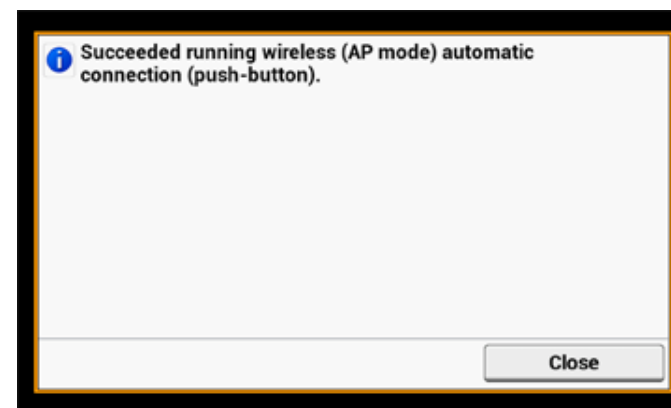 Succeeded running wireless (AP mode) automatic
connection (push-button).
Close